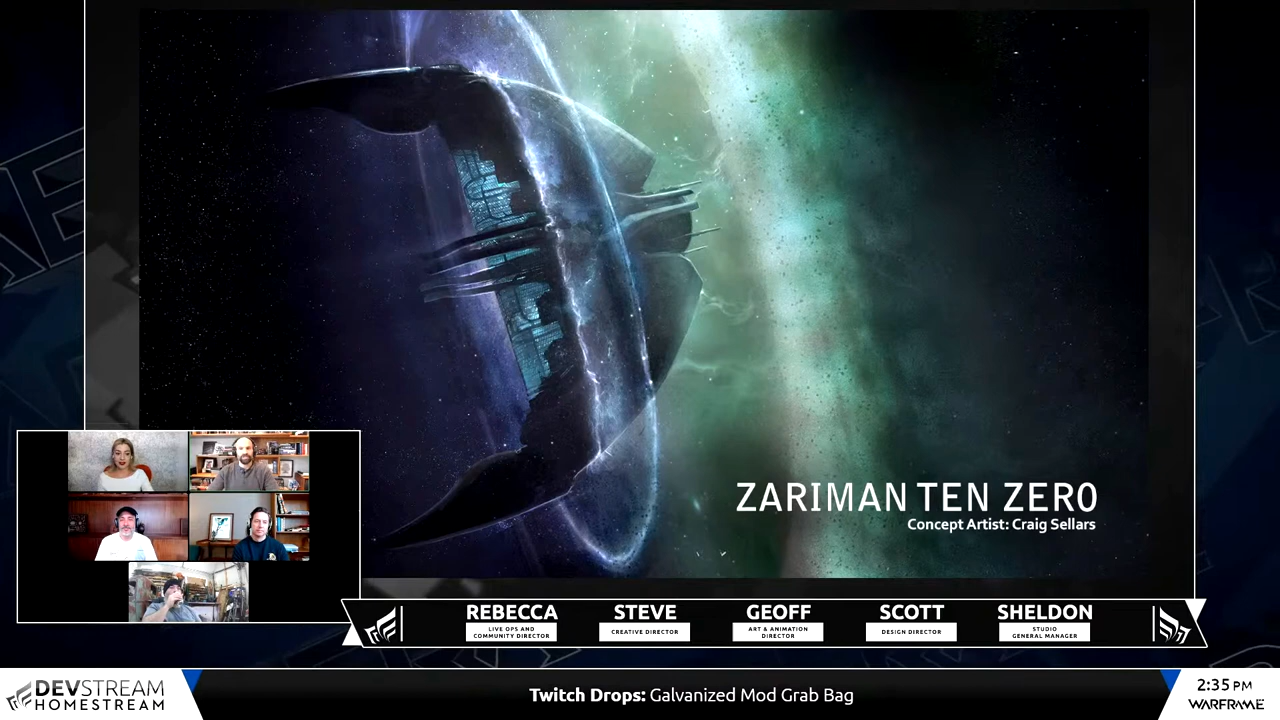 ZARIMAN TEN ZERO
Concept Artist: Craig Sellars
REBECCA
LIVE OPS AND
COMMUNITY DIRECTOR
STEVE
CREATIVE DIRECTOR
GEOFF
ART & ANIMATION
DIRECTOR
SCOTT
DESIGN DIRECTOR
SHELDON
STUDIO
GENERAL MANAGER
DEVSTREAM
HOMESTREAM
Twitch Drops: Galvanized Mod Grab Bag
2:35 PM
WARFRAME